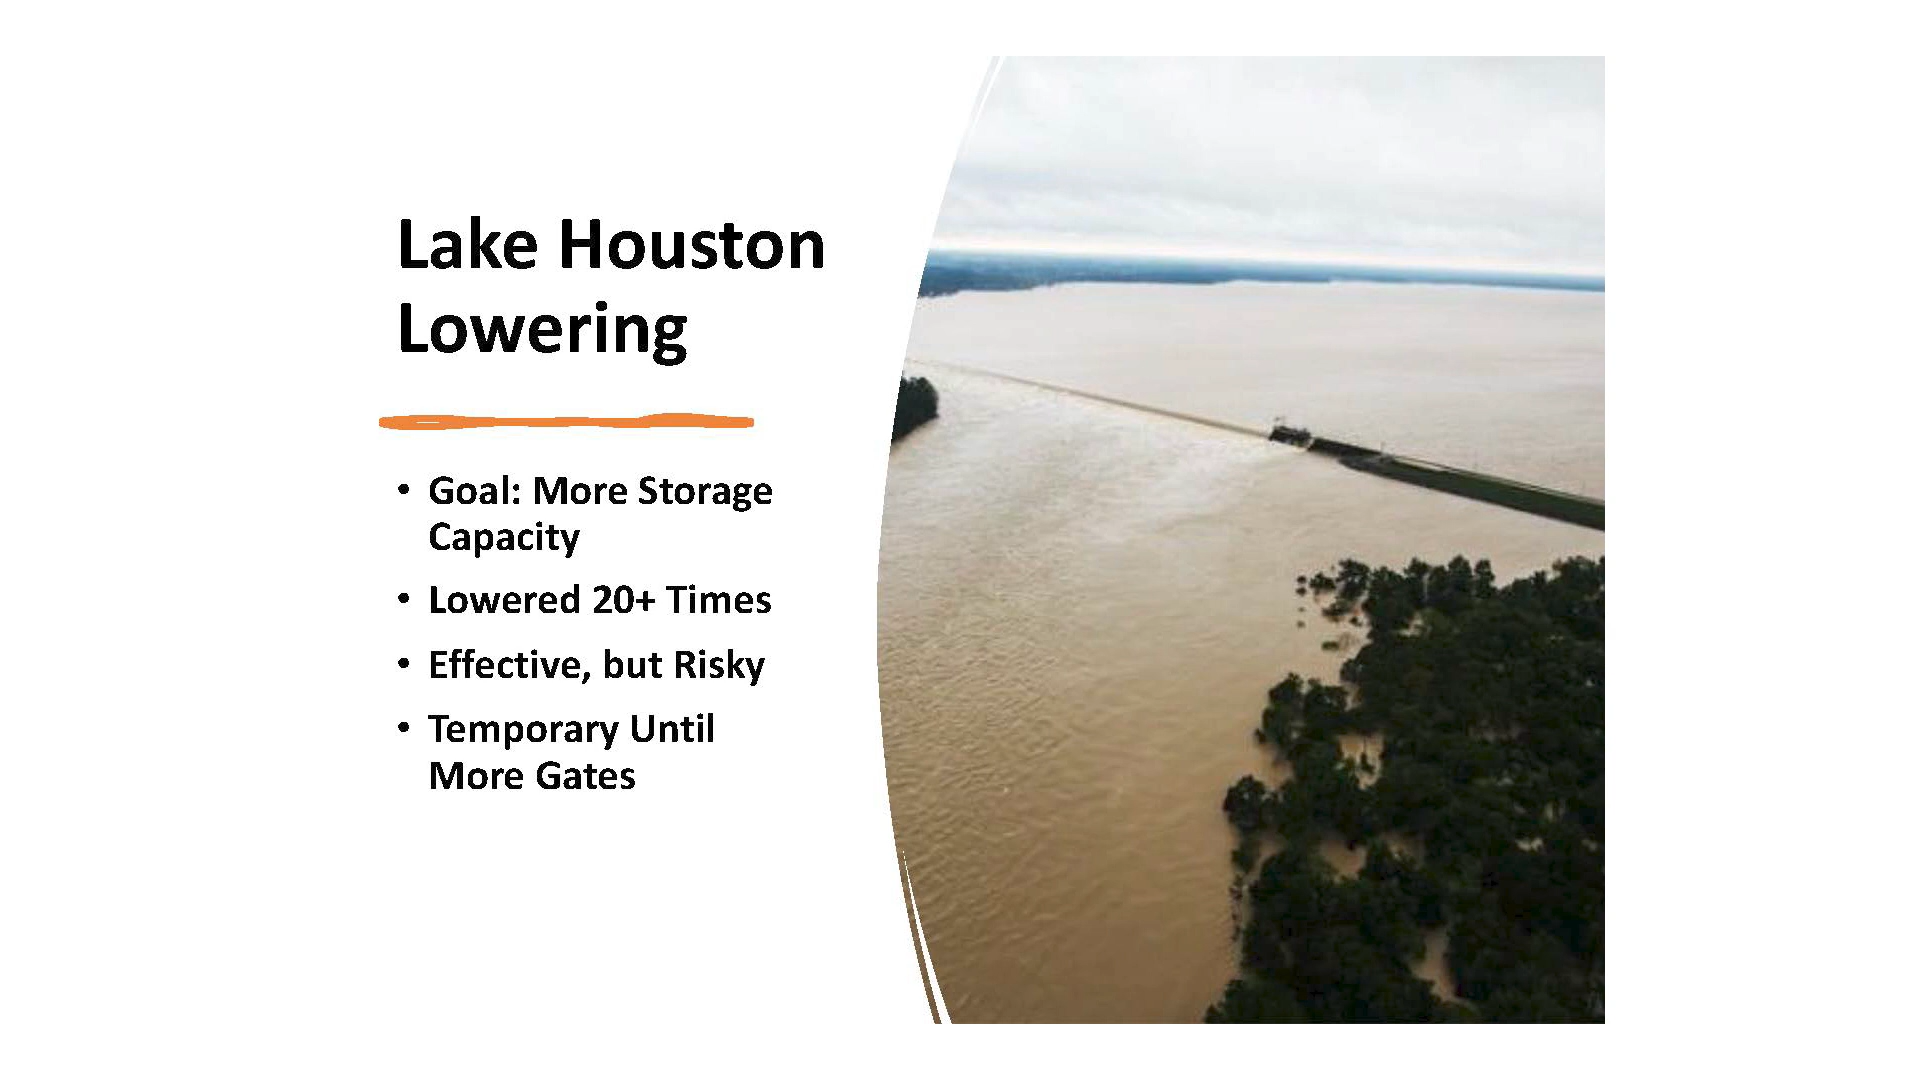 Lake Houston
Lowering
• Goal: More Storage
Capacity
• Lowered 20+ Times
• Effective, but Risky
• Temporary Until
More Gates